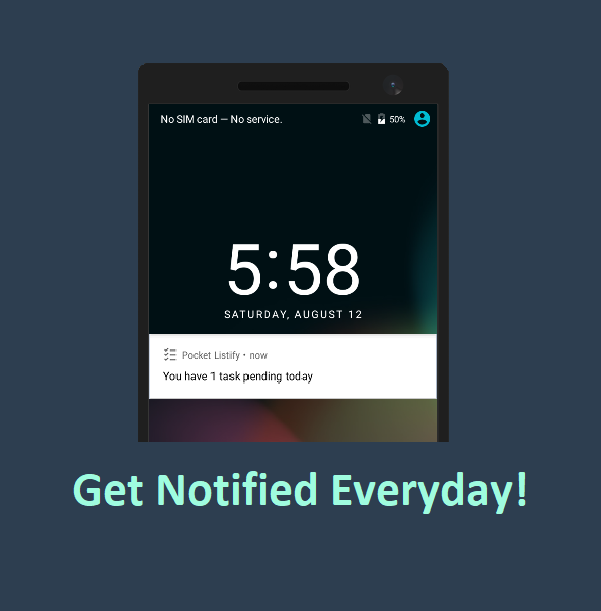 No SIM card — No service.
50%
5:58
SATURDAY, AUGUST 12
Pocket Listify • now
You have 1 task pending today
Get Notified Everyday!